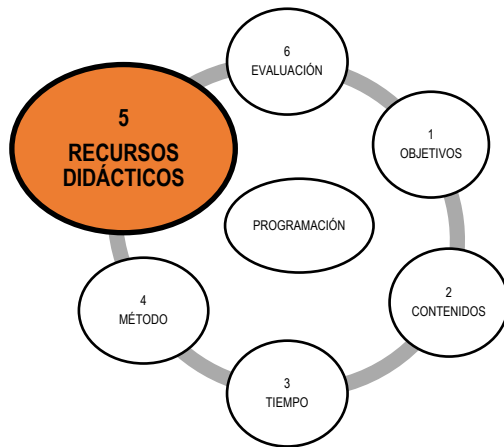 6
EVALUACIÓN
1
OBJETIVOS
2
CONTENIDOS
3
TIEMPO
4
MÉTODO
5
RECURSOS
DIDÁCTICOS
PROGRAMACIÓN